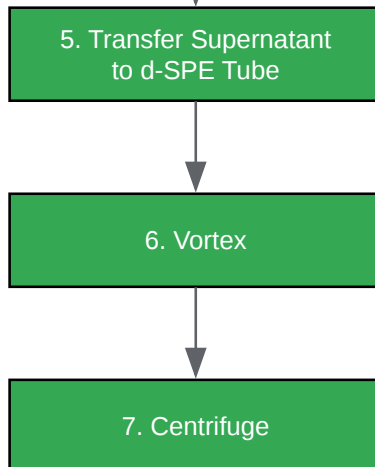 5. Transfer Supernatant
to d-SPE Tube
6. Vortex
7. Centrifuge